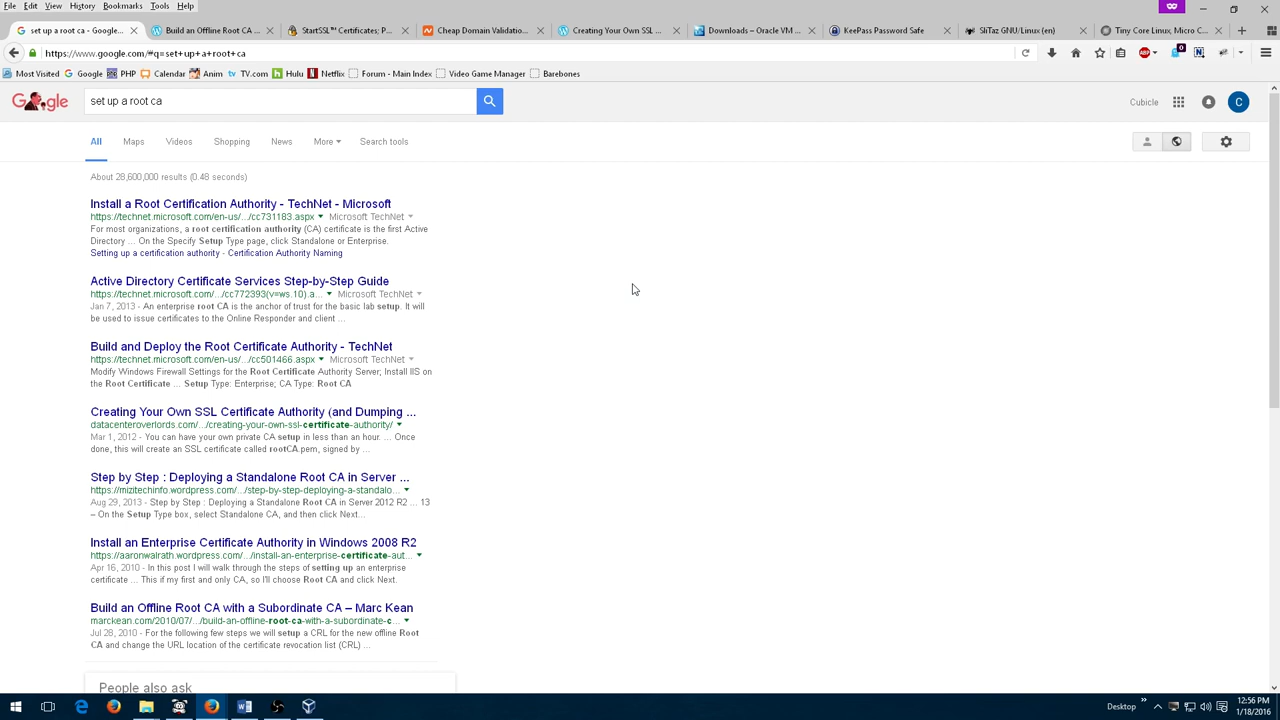 File Edit View History Bookmarks Tools Help
set up a root ca - Google... Build an Offline Root CA ... StartSSL™ Certificates; P... Cheap Domain Validatio... Creating Your Own SSL ... Downloads – Oracle VM ... KeePass Password Safe SliTaz GNU/Linux (en) Tiny Core Linux, Micro C...
https://www.google.com/#q=set+up+a+root+ca
Most Visited Google PHP Calendar Anim TV.com Hulu Netflix Forum - Main Index Video Game Manager Barebones
Google set up a root ca Cubicle C
All Maps Videos Shopping News More Search tools
About 28,600,000 results (0.48 seconds)
Install a Root Certification Authority - TechNet - Microsoft
https://technet.microsoft.com/en-us/.../cc731183.aspx Microsoft TechNet
For most organizations, a root certification authority (CA) certificate is the first Active
Directory ... On the Specify Setup Type page, click Standalone or Enterprise.
Setting up a certification authority - Certification Authority Naming
Active Directory Certificate Services Step-by-Step Guide
https://technet.microsoft.com/.../cc772393(v=ws.10).a... Microsoft TechNet
Jan 7, 2013 - An enterprise root CA is the anchor of trust for the basic lab setup. It will
be used to issue certificates to the Online Responder and client ...
Build and Deploy the Root Certificate Authority - TechNet
https://technet.microsoft.com/en-us/.../cc501466.aspx Microsoft TechNet
Modify Windows Firewall Settings for the Root Certificate Authority Server; Install IIS on
the Root Certificate ... Setup Type: Enterprise; CA Type: Root CA
Creating Your Own SSL Certificate Authority (and Dumping ...
datacenteroverlords.com/.../creating-your-own-ssl-certificate-authority/
Mar 1, 2012 - You can have your own private CA setup in less than an hour. ... Once
done, this will create an SSL certificate called rootCA.pem, signed by ...
Step by Step : Deploying a Standalone Root CA in Server ...
https://mizitechinfo.wordpress.com/.../step-by-step-deploying-a-standalo...
Aug 29, 2013 - Step by Step : Deploying a Standalone Root CA in Server 2012 R2 ... 13
– On the Setup Type box, select Standalone CA, and then click Next...
Install an Enterprise Certificate Authority in Windows 2008 R2
https://aaronwalrath.wordpress.com/.../install-an-enterprise-certificate-aut...
Apr 16, 2010 - In this post I will walk through the steps of setting up an enterprise
certificate ... This if my first and only CA, so I'll choose Root CA and click Next.
Build an Offline Root CA with a Subordinate CA – Marc Kean
marckean.com/2010/07/.../build-an-offline-root-ca-with-a-subordinate-c...
Jul 28, 2010 - For the following few steps we will setup a CRL for the new offline Root
CA and change the URL location of the certificate revocation list (CRL) ...
People also ask
Desktop 12:56 PM
1/18/2016